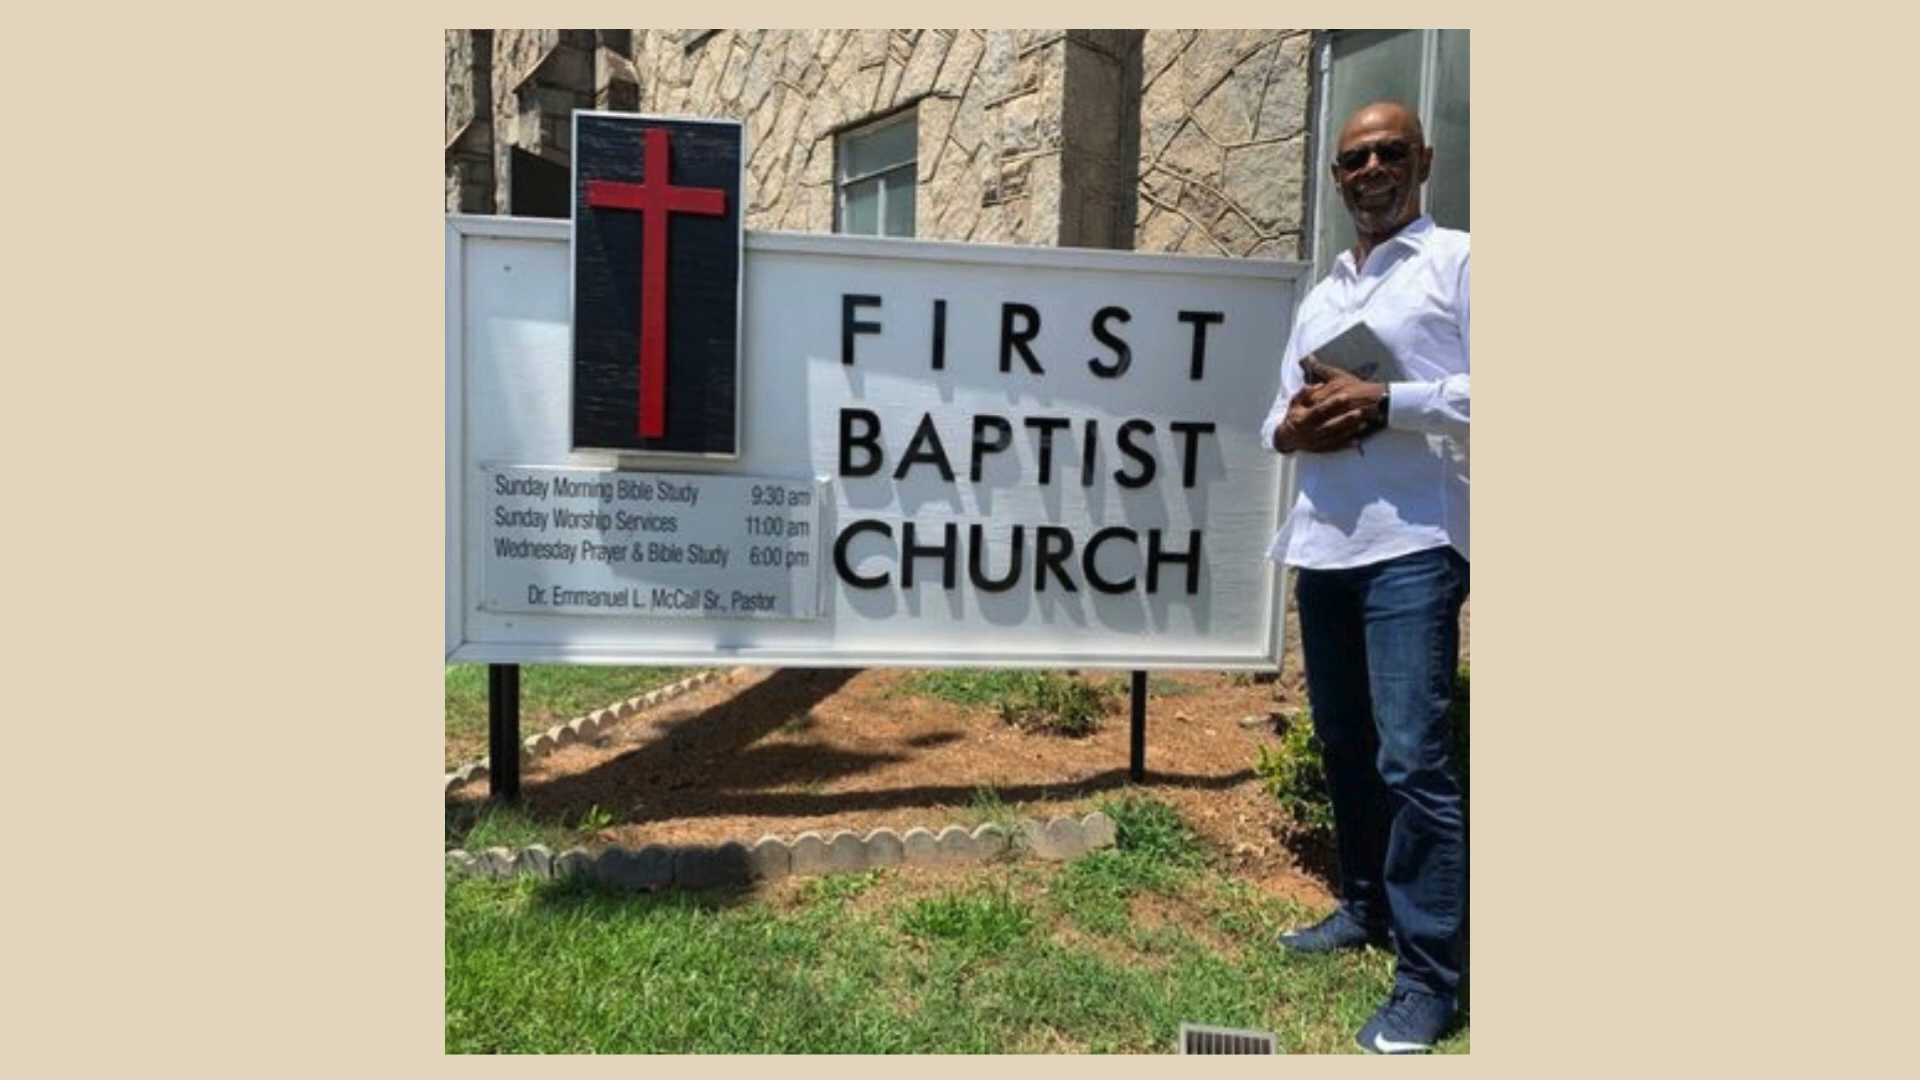 FIRST
BAPTIST
CHURCH
Sunday Morning Bible Study 9:30 am
Sunday Worship Services 11:00 am
Wednesday Prayer & Bible Study 6:00 pm
Dr. Emmanuel L. McCall Sr., Pastor